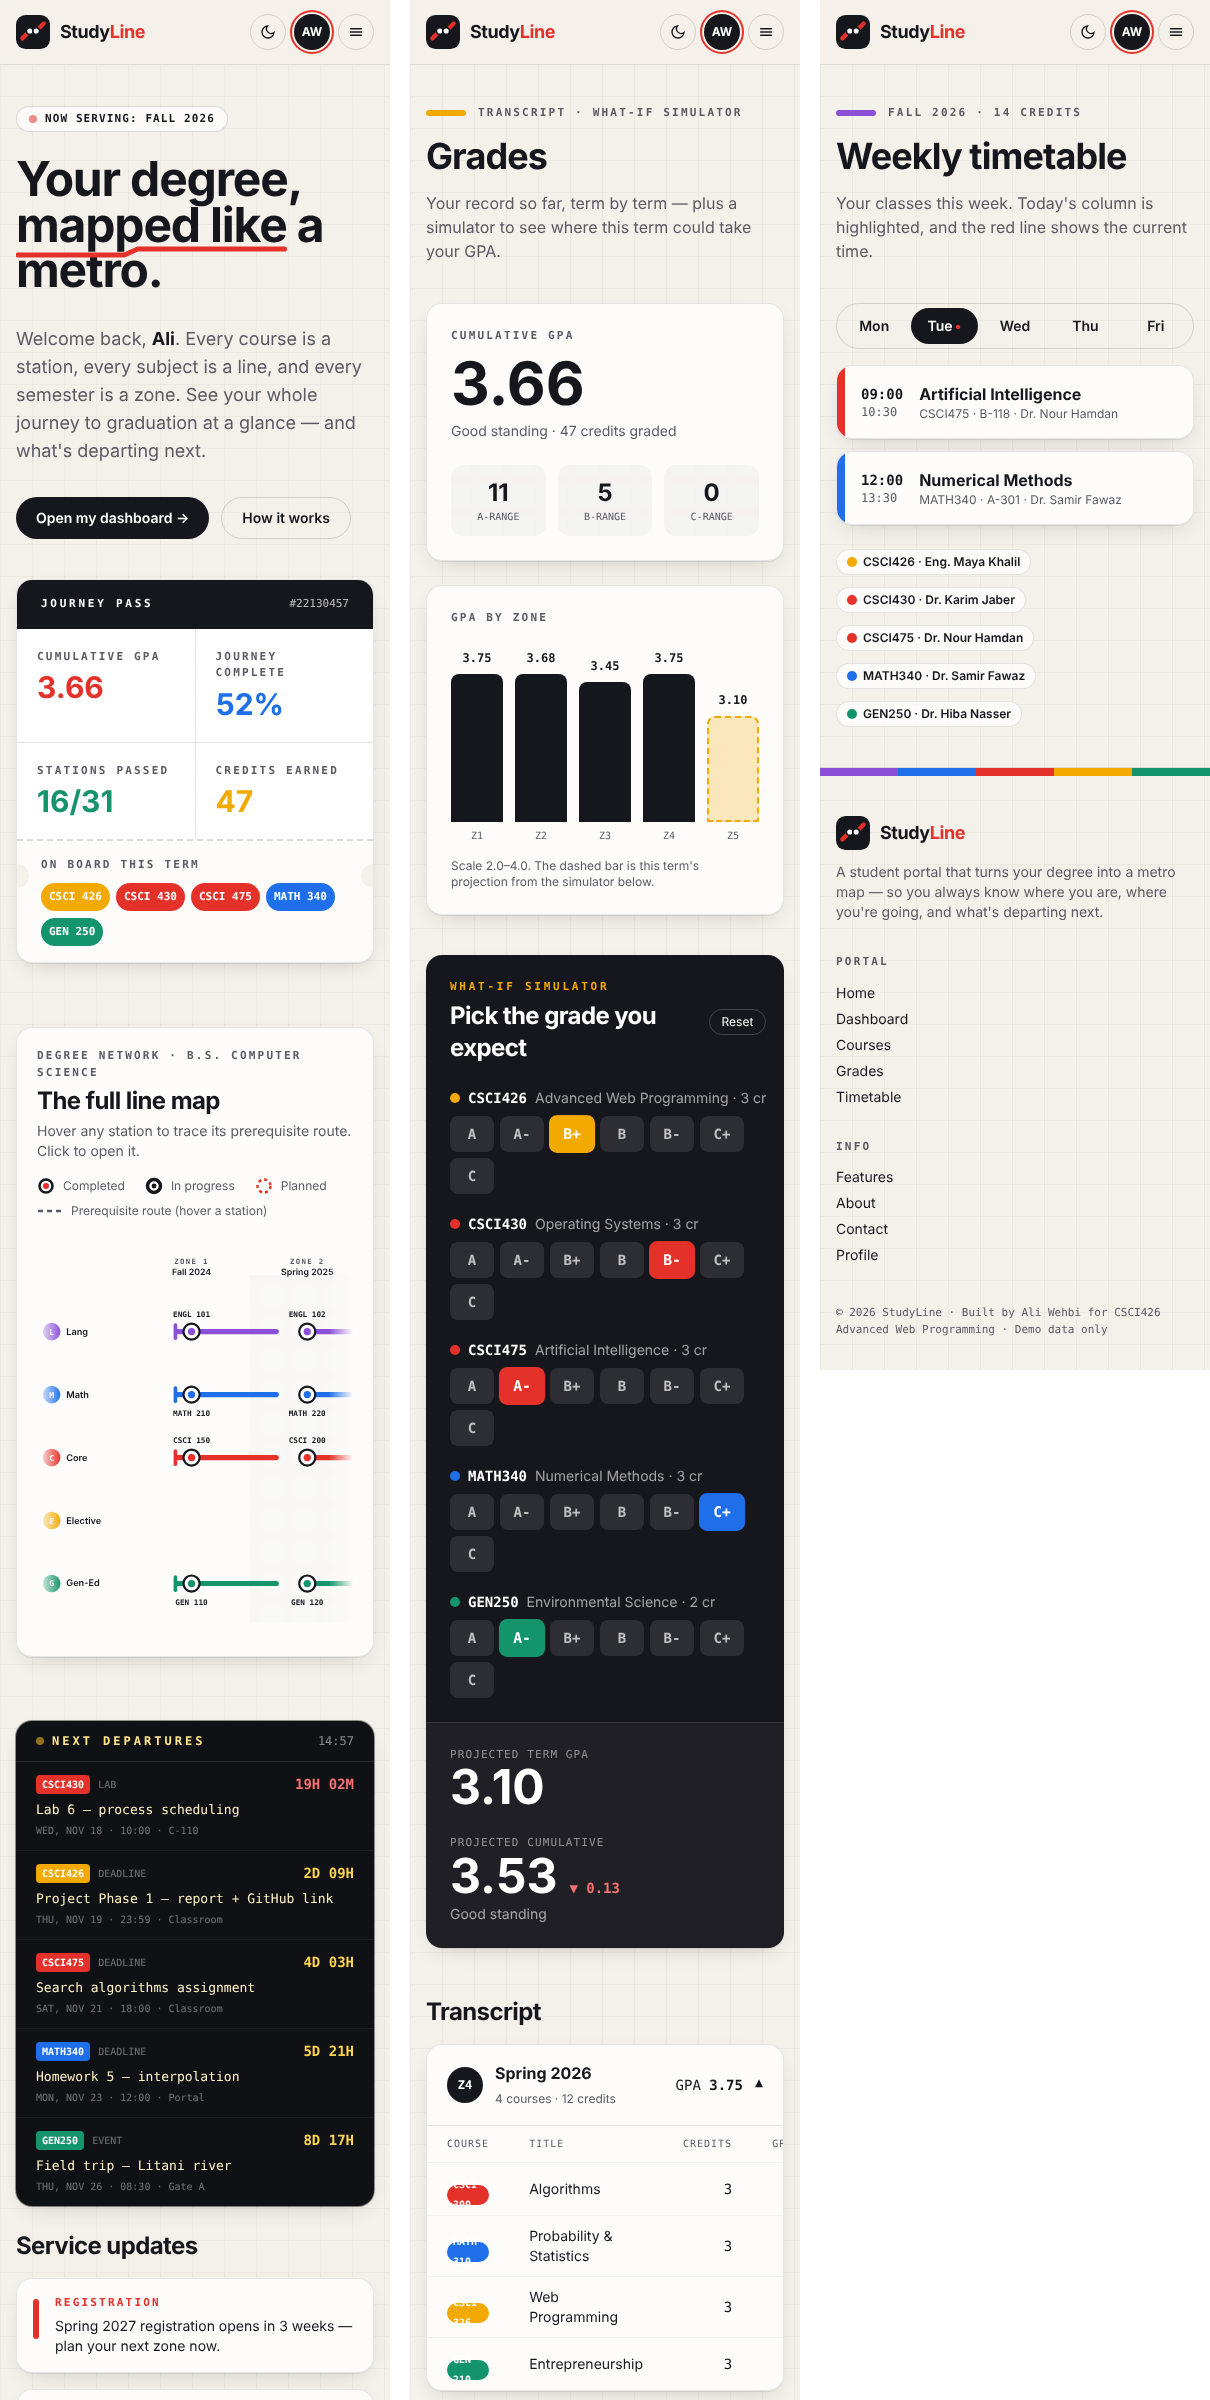 StudyLine
AW
NOW SERVING: FALL 2026
Your degree,
mapped like a
metro.
Welcome back, Ali. Every course is a
station, every subject is a line, and every
semester is a zone. See your whole
journey to graduation at a glance — and
what's departing next.
Open my dashboard →
How it works
JOURNEY PASS
#22130457
CUMULATIVE GPA
3.66
JOURNEY
COMPLETE
52%
STATIONS PASSED
16/31
CREDITS EARNED
47
ON BOARD THIS TERM
CSCI 426
CSCI 430
CSCI 475
MATH 340
GEN 250
DEGREE NETWORK · B.S. COMPUTER
SCIENCE
The full line map
Hover any station to trace its prerequisite route.
Click to open it.
Completed
In progress
Planned
Prerequisite route (hover a station)
ZONE 1
Fall 2024
ZONE 2
Spring 2025
ENGL 101
ENGL 102
L
Lang
M
Math
MATH 210
MATH 220
CSCI 150
CSCI 200
C
Core
E
Elective
G
Gen-Ed
GEN 110
GEN 120
NEXT DEPARTURES
14:57
CSCI430
LAB
19H 02M
Lab 6 — process scheduling
WED, NOV 18 · 10:00 · C-110
CSCI426
DEADLINE
2D 09H
Project Phase 1 — report + GitHub link
THU, NOV 19 · 23:59 · Classroom
CSCI475
DEADLINE
4D 03H
Search algorithms assignment
SAT, NOV 21 · 18:00 · Classroom
MATH340
DEADLINE
5D 21H
Homework 5 — interpolation
MON, NOV 23 · 12:00 · Portal
GEN250
EVENT
8D 17H
Field trip — Litani river
THU, NOV 26 · 08:30 · Gate A
Service updates
REGISTRATION
Spring 2027 registration opens in 3 weeks —
plan your next zone now.
StudyLine
AW
TRANSCRIPT · WHAT-IF SIMULATOR
Grades
Your record so far, term by term — plus a
simulator to see where this term could take
your GPA.
CUMULATIVE GPA
3.66
Good standing · 47 credits graded
11
A-RANGE
5
B-RANGE
0
C-RANGE
GPA BY ZONE
3.75
3.68
3.45
3.75
3.10
Z1
Z2
Z3
Z4
Z5
Scale 2.0–4.0. The dashed bar is this term's
projection from the simulator below.
WHAT-IF SIMULATOR
Pick the grade you
expect
Reset
CSCI426 Advanced Web Programming · 3 cr
A A- B+ B B- C+
C
CSCI430 Operating Systems · 3 cr
A A- B+ B B- C+
C
CSCI475 Artificial Intelligence · 3 cr
A A- B+ B B- C+
C
MATH340 Numerical Methods · 3 cr
A A- B+ B B- C+
C
GEN250 Environmental Science · 2 cr
A A- B+ B B- C+
C
PROJECTED TERM GPA
3.10
PROJECTED CUMULATIVE
3.53 ▼ 0.13
Good standing
Transcript
Z4
Spring 2026
4 courses · 12 credits
GPA 3.75 ▲
COURSE TITLE CREDITS
Algorithms 3
Probability &
Statistics
3
Web
Programming
3
Entrepreneurship 3
StudyLine
AW
FALL 2026 · 14 CREDITS
Weekly timetable
Your classes this week. Today's column is
highlighted, and the red line shows the current
time.
Mon Tue Wed Thu Fri
09:00
10:30
Artificial Intelligence
CSCI475 · B-118 · Dr. Nour Hamdan
12:00
13:30
Numerical Methods
MATH340 · A-301 · Dr. Samir Fawaz
CSCI426 · Eng. Maya Khalil
CSCI430 · Dr. Karim Jaber
CSCI475 · Dr. Nour Hamdan
MATH340 · Dr. Samir Fawaz
GEN250 · Dr. Hiba Nasser
StudyLine
A student portal that turns your degree into a metro
map — so you always know where you are, where
you're going, and what's departing next.
PORTAL
Home
Dashboard
Courses
Grades
Timetable
INFO
Features
About
Contact
Profile
© 2026 StudyLine · Built by Ali Wehbi for CSCI426
Advanced Web Programming · Demo data only